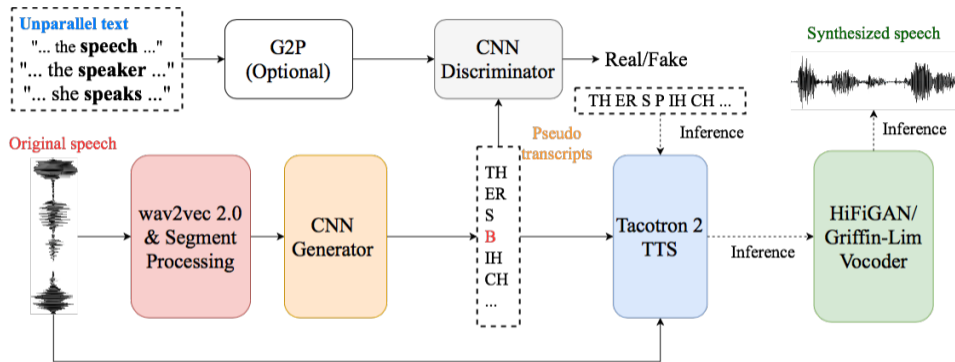 Unparallel text
"... the speech ..."
"... the speaker ..."
"... she speaks ..."
G2P
(Optional)
CNN
Discriminator
Real/Fake
Synthesized speech
TH ER S P IH CH ...
Inference
Inference
Original speech
Pseudo
transcripts
wav2vec 2.0
& Segment
Processing
CNN
Generator
TH
ER
S
B
IH
CH
...
Tacotron 2
TTS
Inference
HiFiGAN/
Griffin-Lim
Vocoder